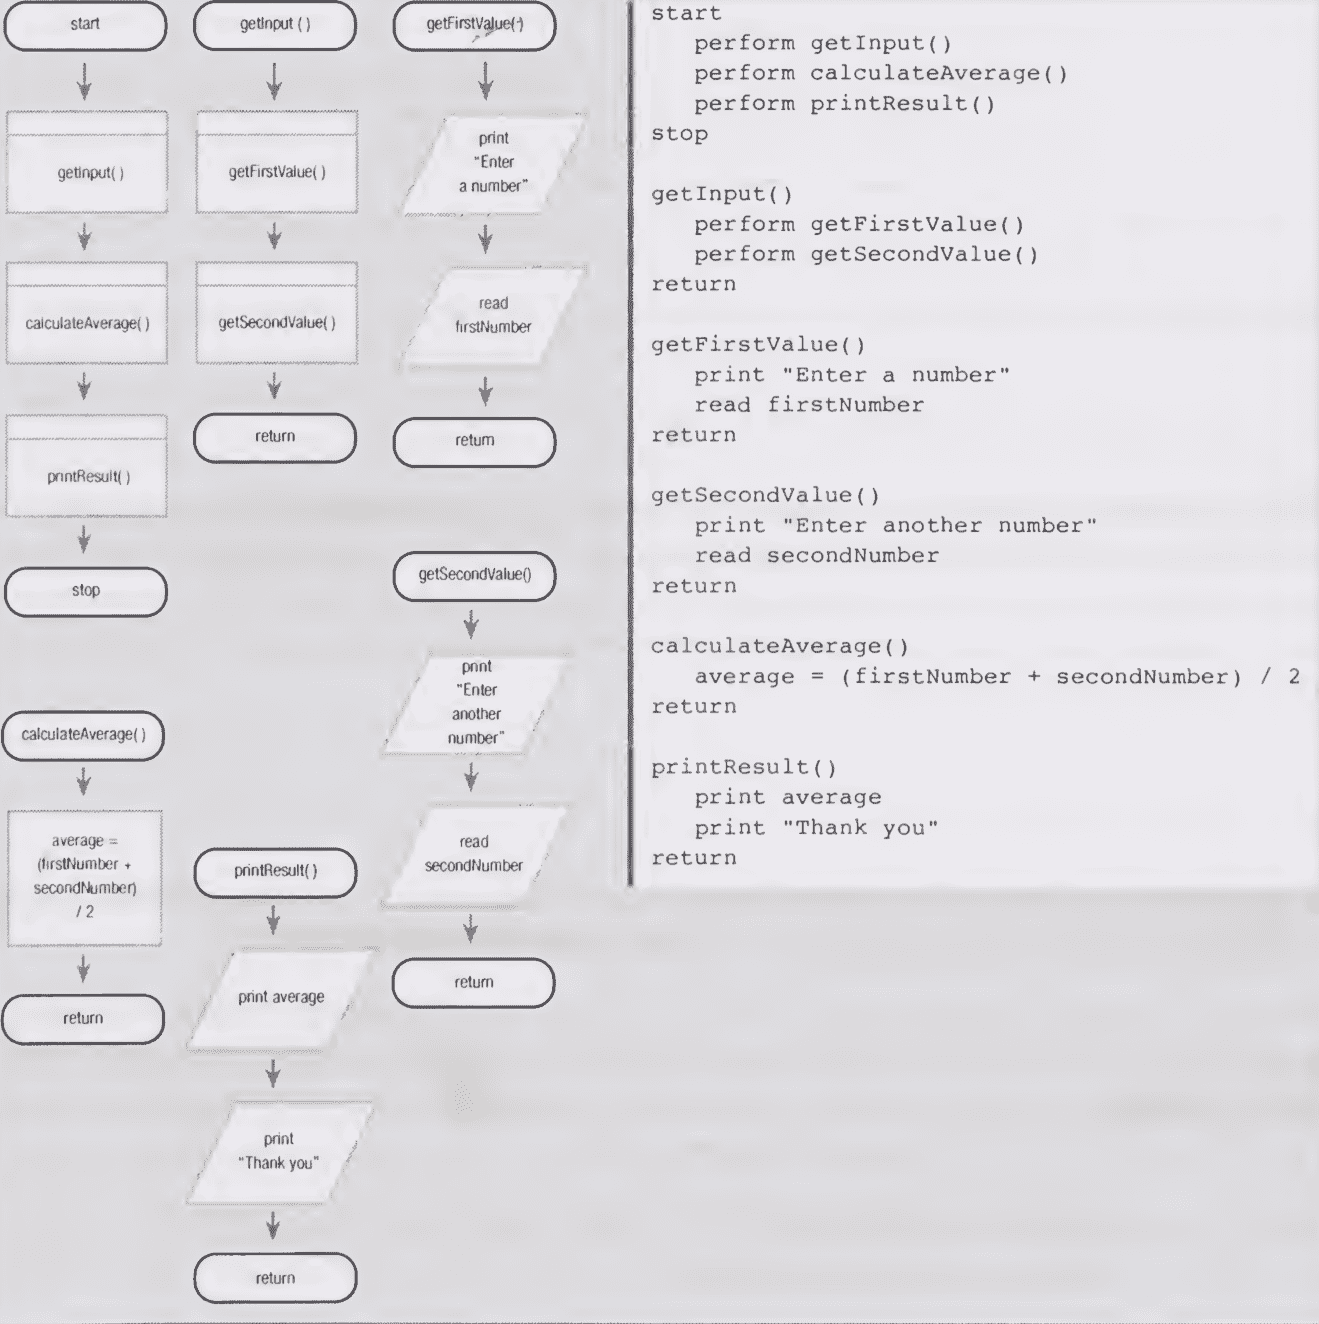 start
getInput( )
calculateAverage( )
printResult( )
stop
getInput ( )
getFirstValue( )
getSecondValue( )
return
getFirstValue( )
print
"Enter
a number"
read
firstNumber
return
getSecondValue()
print
"Enter
another
number"
read
secondNumber
return
calculateAverage( )
average =
(firstNumber +
secondNumber)
/ 2
return
printResult( )
print average
print
"Thank you"
return
start
perform getInput()
perform calculateAverage()
perform printResult()
stop
getInput()
perform getFirstValue()
perform getSecondValue()
return
getFirstValue()
print "Enter a number"
read firstNumber
return
getSecondValue()
print "Enter another number"
read secondNumber
return
calculateAverage()
average = (firstNumber + secondNumber) / 2
return
printResult()
print average
print "Thank you"
return